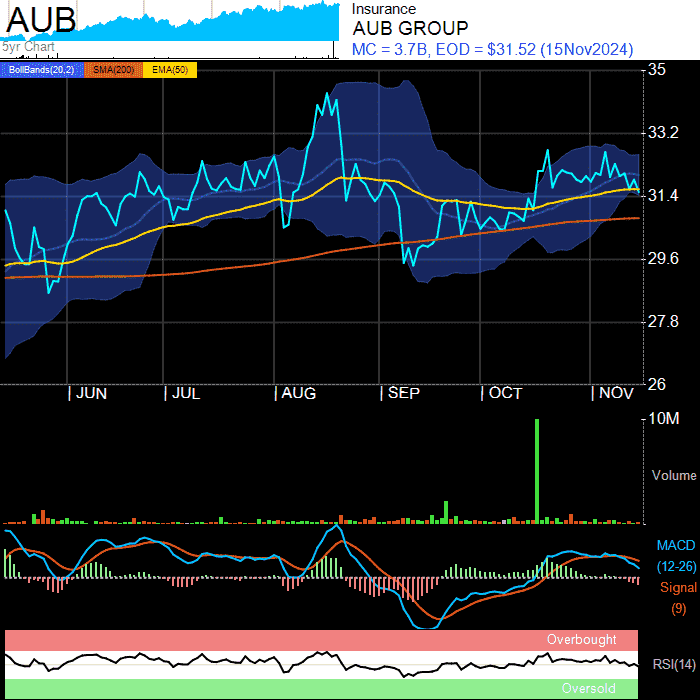 AUB
5yr Chart
Insurance
AUB GROUP
MC = 3.7B, EOD = $31.52 (15Nov2024)
BollBands(20,2) SMA(200) EMA(50)
35
33.2
31.4
29.6
27.8
26
| JUN | JUL | AUG | SEP | OCT | NOV
10M
Volume
MACD
(12-26)
Signal
(9)
Overbought
RSI(14)
Oversold